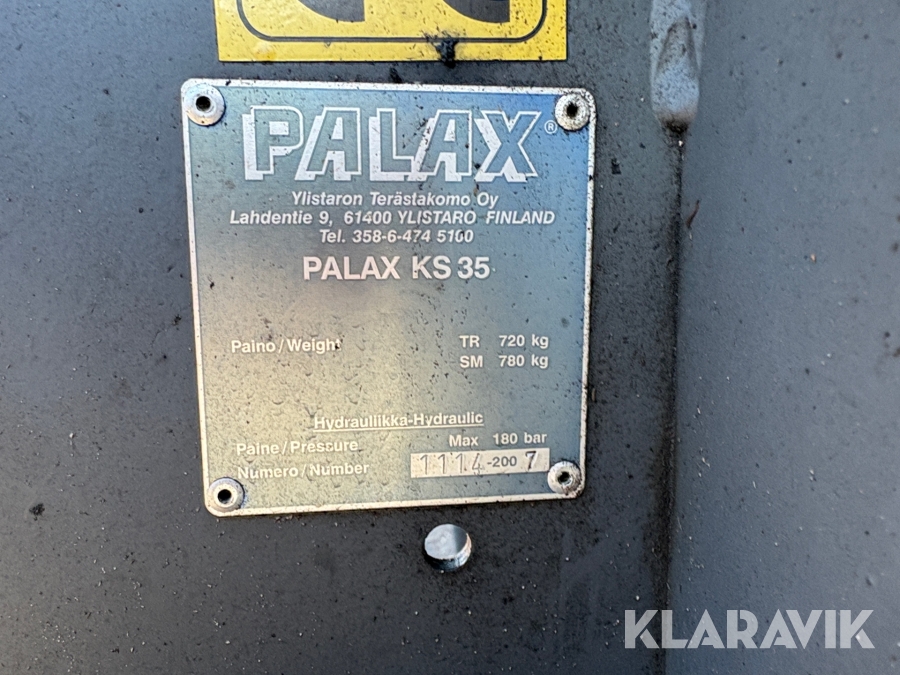 PALAX®
Ylistaron Terästakomo Oy
Lahdentie 9, 61400 YLISTARO FINLAND
Tel. 358-6-474 5100
PALAX KS 35
Paino/Weight TR 720 kg
SM 780 kg
Hydrauliikka-Hydraulic
Paine/Pressure Max 180 bar
Numero/Number 1114-2007
KLARAVIK